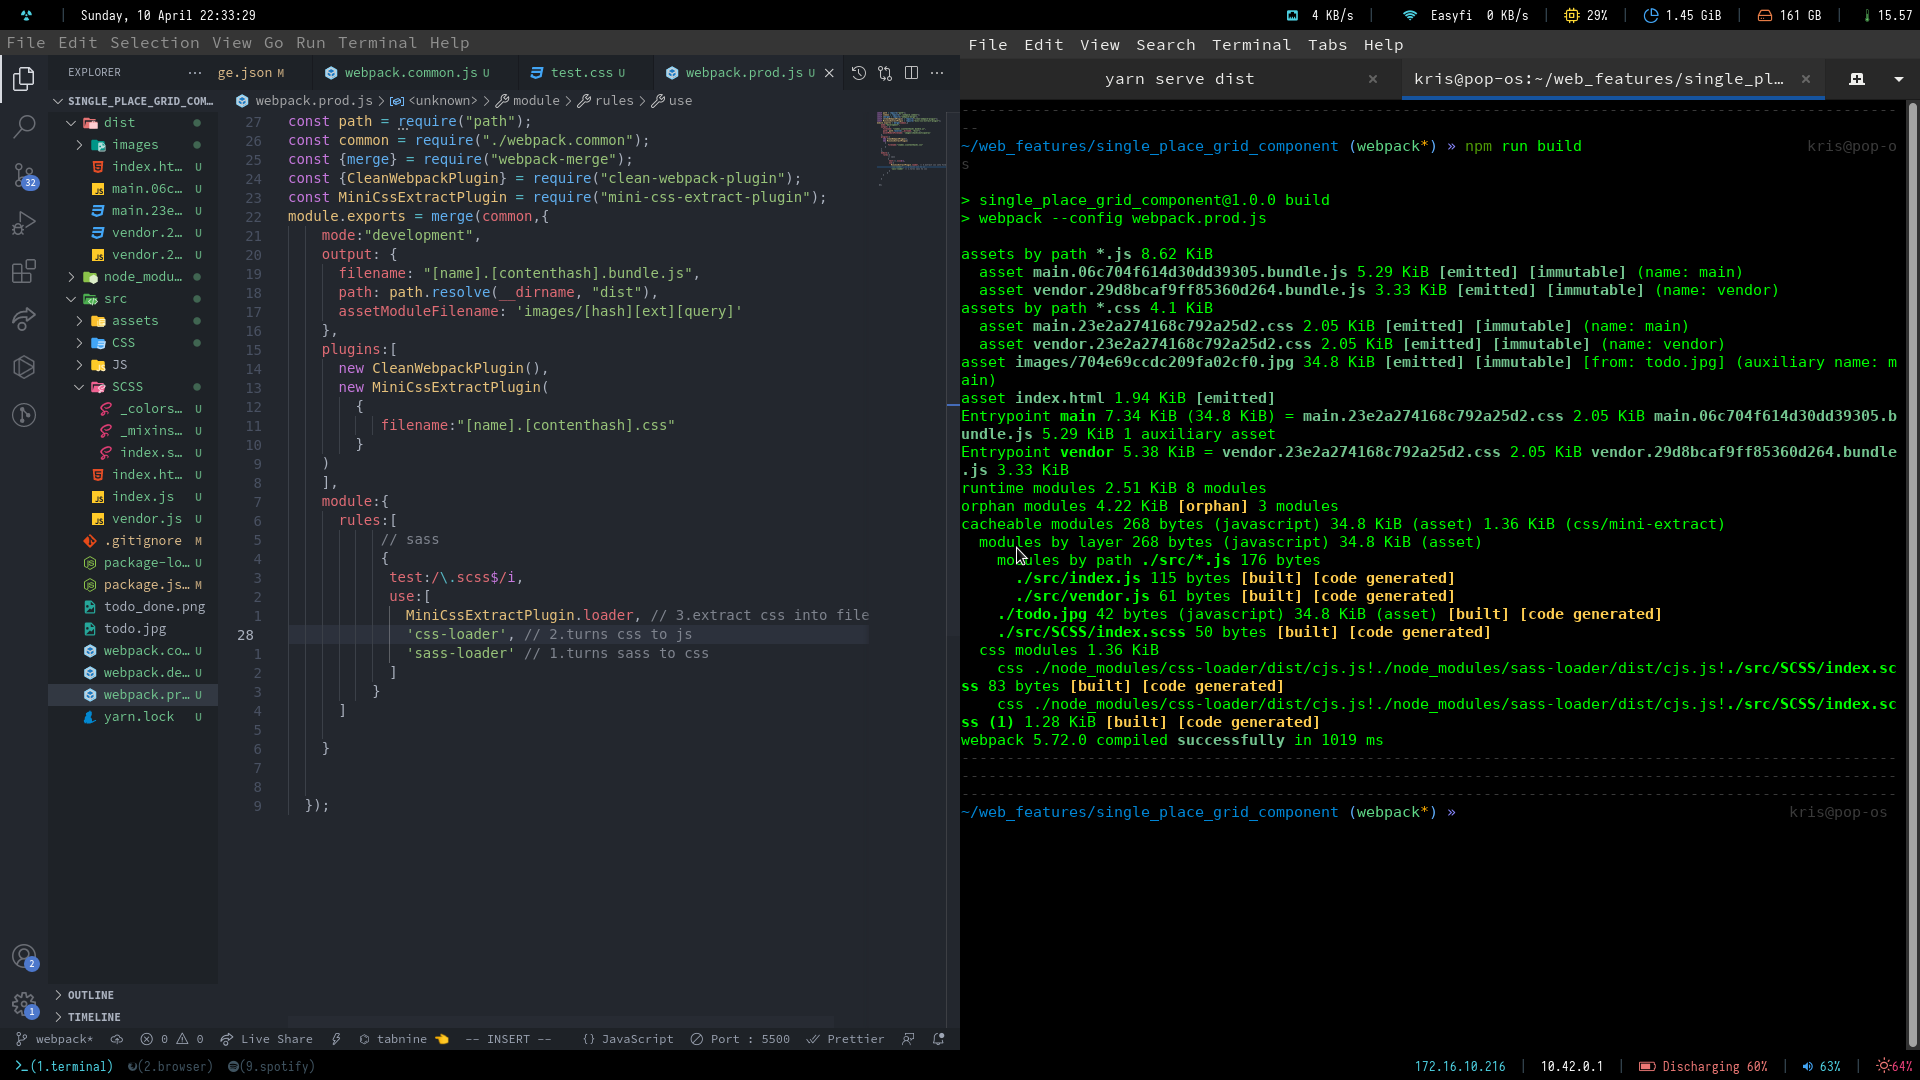 Sunday, 10 April 22:33:29
4 KB/s
Easyfi 0 KB/s
29%
1.45 GiB
161 GB
15.57
File Edit Selection View Go Run Terminal Help
EXPLORER
ge.json M
webpack.common.js U
test.css U
webpack.prod.js U
SINGLE_PLACE_GRID_COM...
webpack.prod.js > <unknown> > module > rules > use
dist
images
index.ht... U
main.06c... U
main.23e... U
vendor.2... U
vendor.2... U
node_modu...
src
assets
CSS
JS
SCSS
_colors... U
_mixins... U
index.s... U
index.ht... U
index.js U
vendor.js U
.gitignore M
package-lo... U
package.js... M
todo_done.png
todo.jpg
webpack.co... U
webpack.de... U
webpack.pr... U
yarn.lock U
OUTLINE
TIMELINE
27 const path = require("path");
26 const common = require("./webpack.common");
25 const {merge} = require("webpack-merge");
24 const {CleanWebpackPlugin} = require("clean-webpack-plugin");
23 const MiniCssExtractPlugin = require("mini-css-extract-plugin");
22 module.exports = merge(common,{
21 mode:"development",
20 output: {
19 filename: "[name].[contenthash].bundle.js",
18 path: path.resolve(__dirname, "dist"),
17 assetModuleFilename: 'images/[hash][ext][query]'
16 },
15 plugins:[
14 new CleanWebpackPlugin(),
13 new MiniCssExtractPlugin(
12 {
11 filename:"[name].[contenthash].css"
10 }
9 )
8 ],
7 module:{
6 rules:[
5 // sass
4 {
3 test:/\.scss$/i,
2 use:[
1 MiniCssExtractPlugin.loader, // 3.extract css into file
28 'css-loader', // 2.turns css to js
1 'sass-loader' // 1.turns sass to css
2 ]
3 }
4 ]
5
6 }
7
8
9 });
32
2
1
webpack* 0 0 Live Share tabnine -- INSERT -- {} JavaScript Port : 5500 Prettier
File Edit View Search Terminal Tabs Help
yarn serve dist
kris@pop-os:~/web_features/single_pl...
~/web_features/single_place_grid_component (webpack*) » npm run build kris@pop-o
s
> single_place_grid_component@1.0.0 build
> webpack --config webpack.prod.js
assets by path *.js 8.62 KiB
asset main.06c704f614d30dd39305.bundle.js 5.29 KiB [emitted] [immutable] (name: main)
asset vendor.29d8bcaf9ff85360d264.bundle.js 3.33 KiB [emitted] [immutable] (name: vendor)
assets by path *.css 4.1 KiB
asset main.23e2a274168c792a25d2.css 2.05 KiB [emitted] [immutable] (name: main)
asset vendor.23e2a274168c792a25d2.css 2.05 KiB [emitted] [immutable] (name: vendor)
asset images/704e69ccdc209fa02cf0.jpg 34.8 KiB [emitted] [immutable] [from: todo.jpg] (auxiliary name: m
ain)
asset index.html 1.94 KiB [emitted]
Entrypoint main 7.34 KiB (34.8 KiB) = main.23e2a274168c792a25d2.css 2.05 KiB main.06c704f614d30dd39305.b
undle.js 5.29 KiB 1 auxiliary asset
Entrypoint vendor 5.38 KiB = vendor.23e2a274168c792a25d2.css 2.05 KiB vendor.29d8bcaf9ff85360d264.bundle
.js 3.33 KiB
runtime modules 2.51 KiB 8 modules
orphan modules 4.22 KiB [orphan] 3 modules
cacheable modules 268 bytes (javascript) 34.8 KiB (asset) 1.36 KiB (css/mini-extract)
modules by layer 268 bytes (javascript) 34.8 KiB (asset)
modules by path ./src/*.js 176 bytes
./src/index.js 115 bytes [built] [code generated]
./src/vendor.js 61 bytes [built] [code generated]
./todo.jpg 42 bytes (javascript) 34.8 KiB (asset) [built] [code generated]
./src/SCSS/index.scss 50 bytes [built] [code generated]
css modules 1.36 KiB
css ./node_modules/css-loader/dist/cjs.js!./node_modules/sass-loader/dist/cjs.js!./src/SCSS/index.sc
ss 83 bytes [built] [code generated]
css ./node_modules/css-loader/dist/cjs.js!./node_modules/sass-loader/dist/cjs.js!./src/SCSS/index.sc
ss (1) 1.28 KiB [built] [code generated]
webpack 5.72.0 compiled successfully in 1019 ms
~/web_features/single_place_grid_component (webpack*) » kris@pop-os
(1.terminal) (2.browser) (9.spotify)
172.16.10.216
10.42.0.1
Discharging 60%
63%
64%